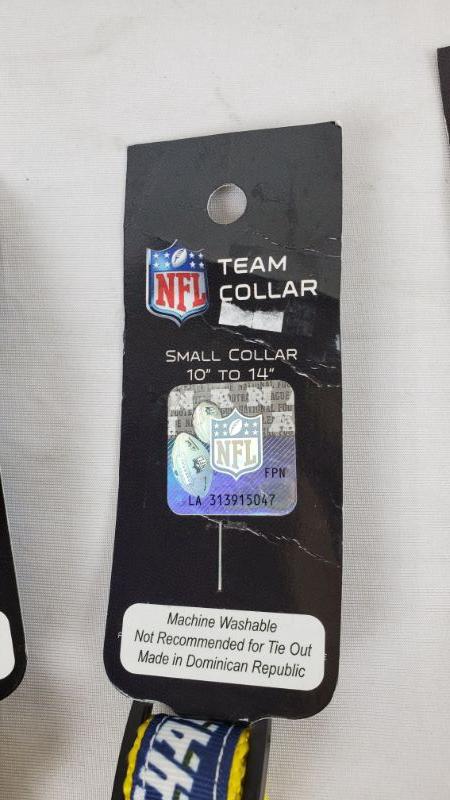 NFL
TEAM
COLLAR
SMALL COLLAR
10" TO 14"
NFL
FPN
LA 313915047
Machine Washable
Not Recommended for Tie Out
Made in Dominican Republic